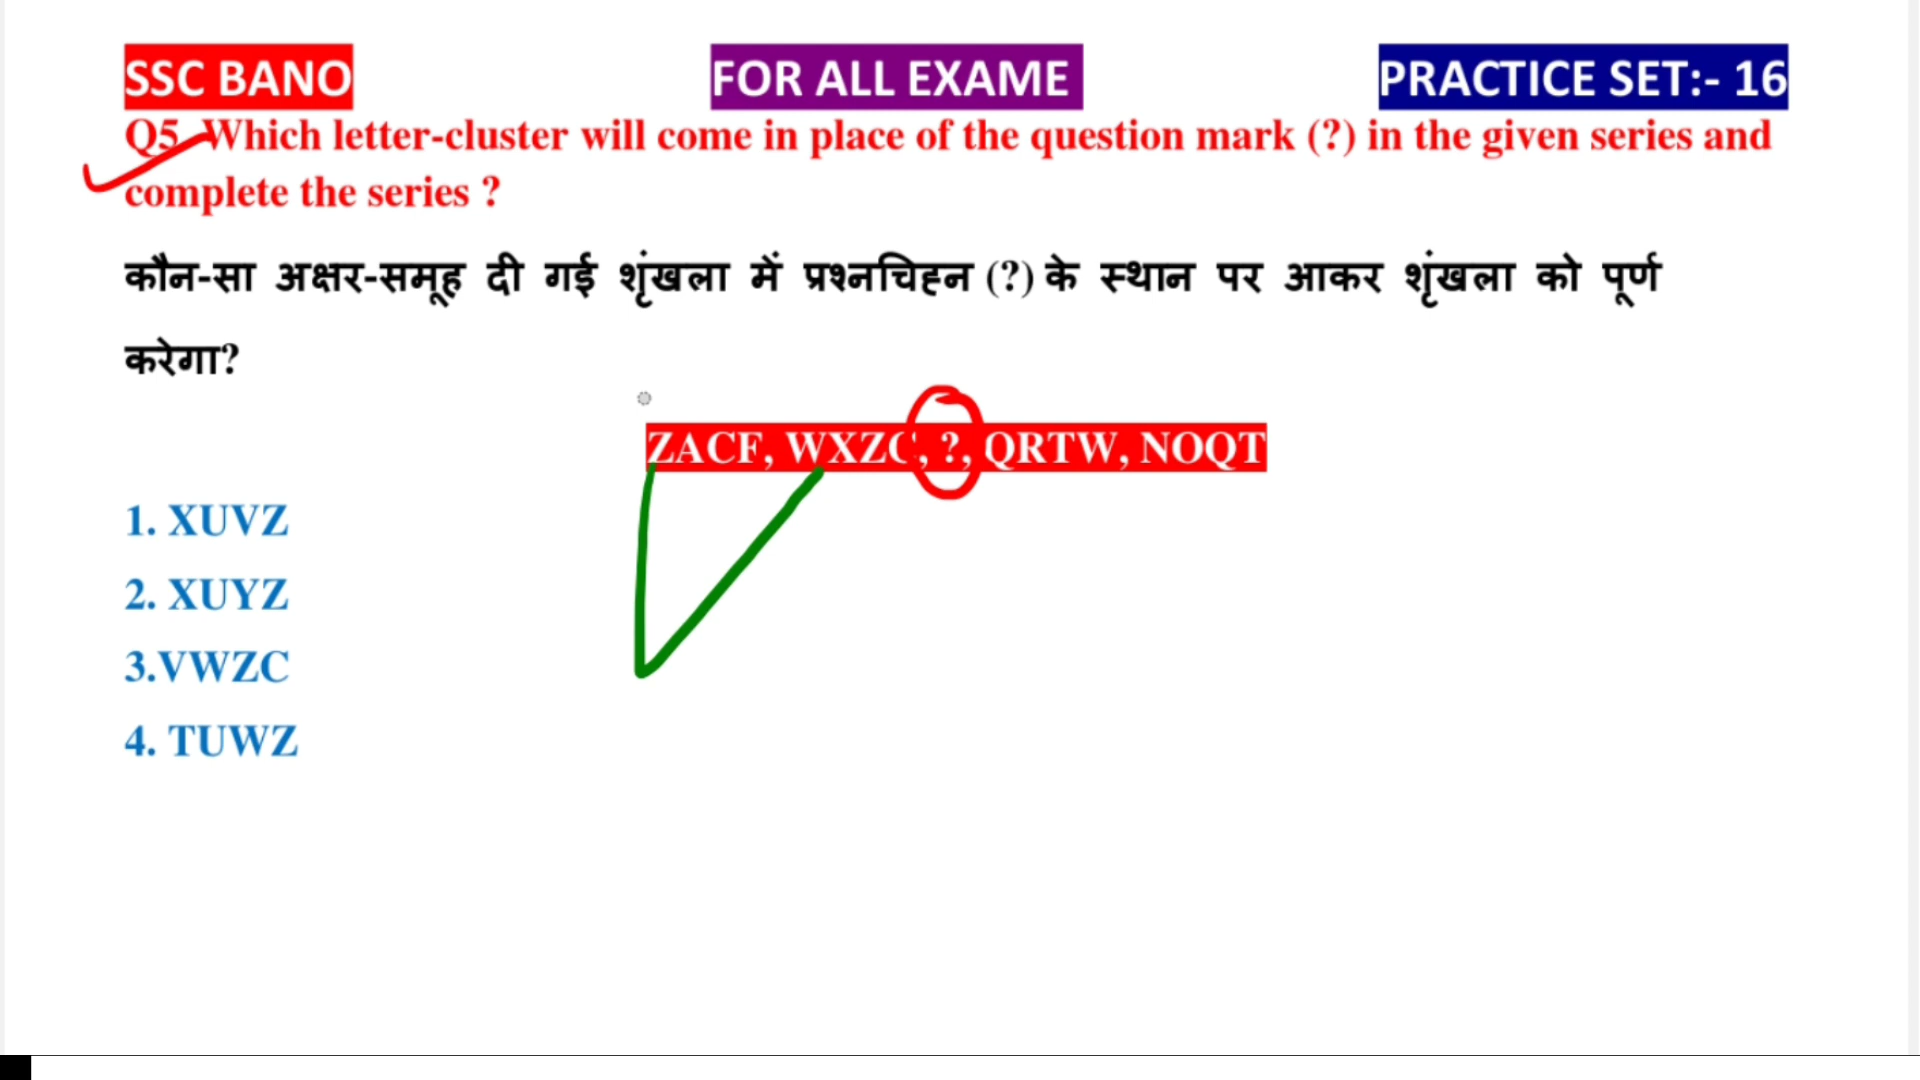 SSC BANO FOR ALL EXAME PRACTICE SET:- 16
Q5. Which letter-cluster will come in place of the question mark (?) in the given series and
complete the series ?
कौन-सा अक्षर-समूह दी गई शृंखला में प्रश्नचिह्न (?) के स्थान पर आकर शृंखला को पूर्ण
करेगा?
ZACF, WXZC, ?, QRTW, NOQT
1. XUVZ
2. XUYZ
3.VWZC
4. TUWZ